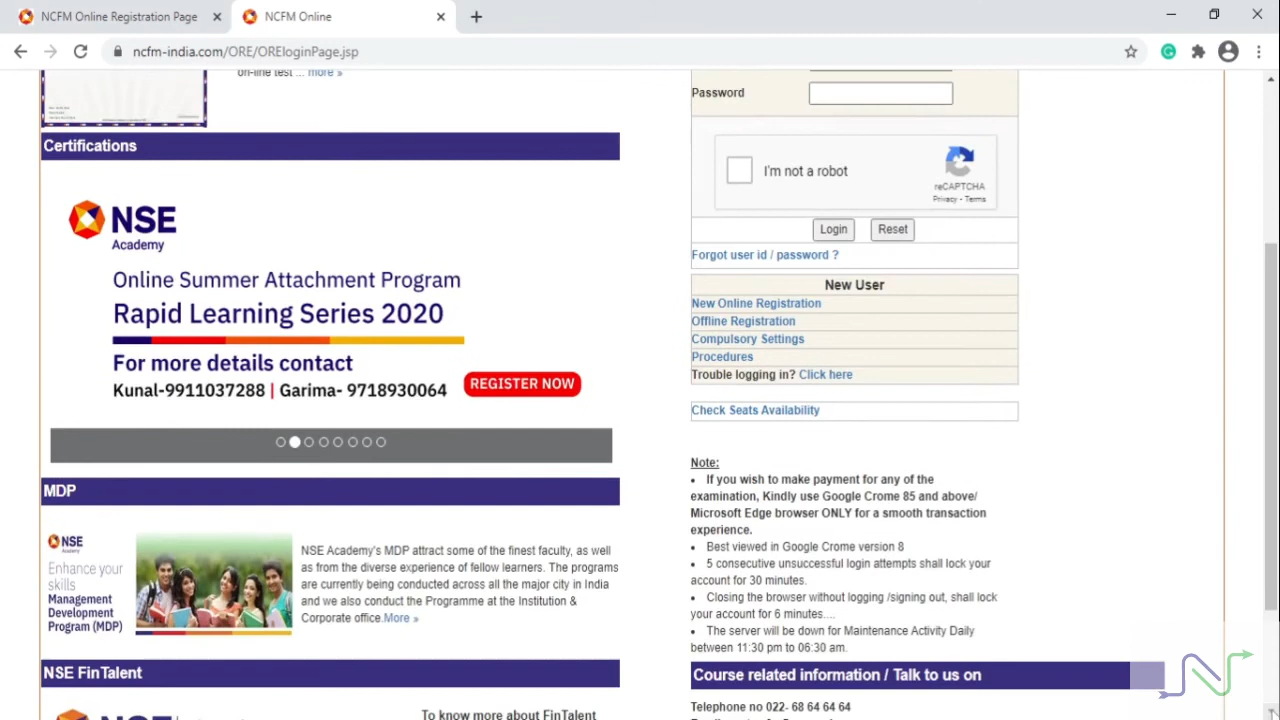 NCFM Online Registration Page
NCFM Online
ncfm-india.com/ORE/OREloginPage.jsp
on-line test ... more »
Certifications
NSE
Academy
Online Summer Attachment Program
Rapid Learning Series 2020
For more details contact
Kunal-9911037288 | Garima- 9718930064
REGISTER NOW
MDP
NSE
Academy
Enhance your
skills
Management
Development
Program (MDP)
NSE Academy's MDP attract some of the finest faculty, as well
as from the diverse experience of fellow learners. The programs
are currently being conducted across all the major city in India
and we also conduct the Programme at the Institution &
Corporate office.More »
NSE FinTalent
To know more about FinTalent
Password
I'm not a robot
reCAPTCHA
Privacy - Terms
Login Reset
Forgot user id / password ?
New User
New Online Registration
Offline Registration
Compulsory Settings
Procedures
Trouble logging in? Click here
Check Seats Availability
Note:
• If you wish to make payment for any of the
examination, Kindly use Google Crome 85 and above/
Microsoft Edge browser ONLY for a smooth transaction
experience.
• Best viewed in Google Crome version 8
• 5 consecutive unsuccessful login attempts shall lock your
account for 30 minutes.
• Closing the browser without logging /signing out, shall lock
your account for 6 minutes....
• The server will be down for Maintenance Activity Daily
between 11:30 pm to 06:30 am.
Course related information / Talk to us on
Telephone no 022- 68 64 64 64